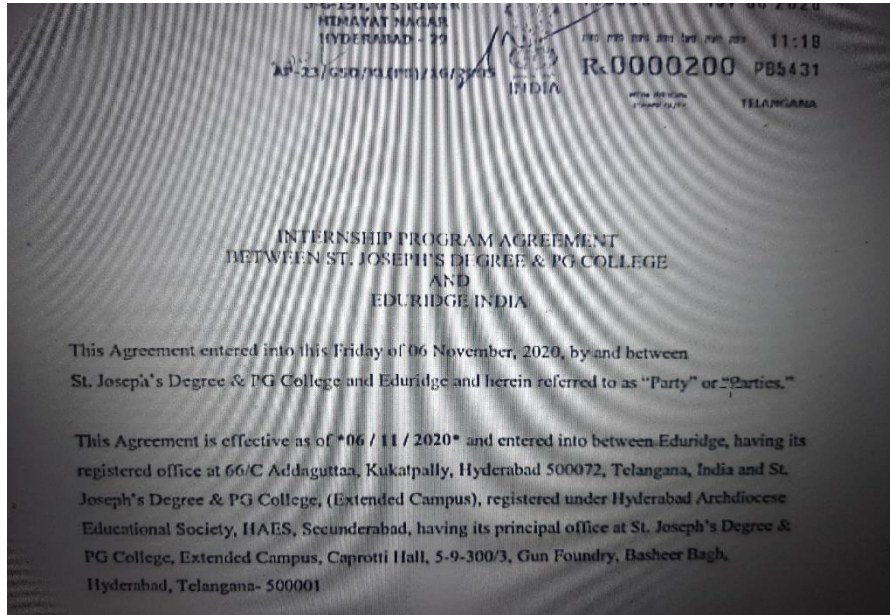 HIMAYAT NAGAR
HYDERABAD - 29
11:18
Rs.0000200 PB5431
INDIA
TELANGANA
INTERNSHIP PROGRAM AGREEMENT
BETWEEN ST. JOSEPH'S DEGREE & PG COLLEGE
AND
EDURIDGE INDIA
This Agreement entered into this Friday of 06 November, 2020, by and between
St. Joseph's Degree & PG College and Eduridge and herein referred to as "Party" or "Parties."
This Agreement is effective as of *06 / 11 / 2020* and entered into between Eduridge, having its
registered office at 66/C Addaguttaa, Kukatpally, Hyderabad 500072, Telangana, India and St.
Joseph's Degree & PG College, (Extended Campus), registered under Hyderabad Archdiocese
Educational Society, HAES, Secunderabad, having its principal office at St. Joseph's Degree &
PG College, Extended Campus, Caprotti Hall, 5-9-300/3, Gun Foundry, Basheer Bagh,
Hyderabad, Telangana- 500001